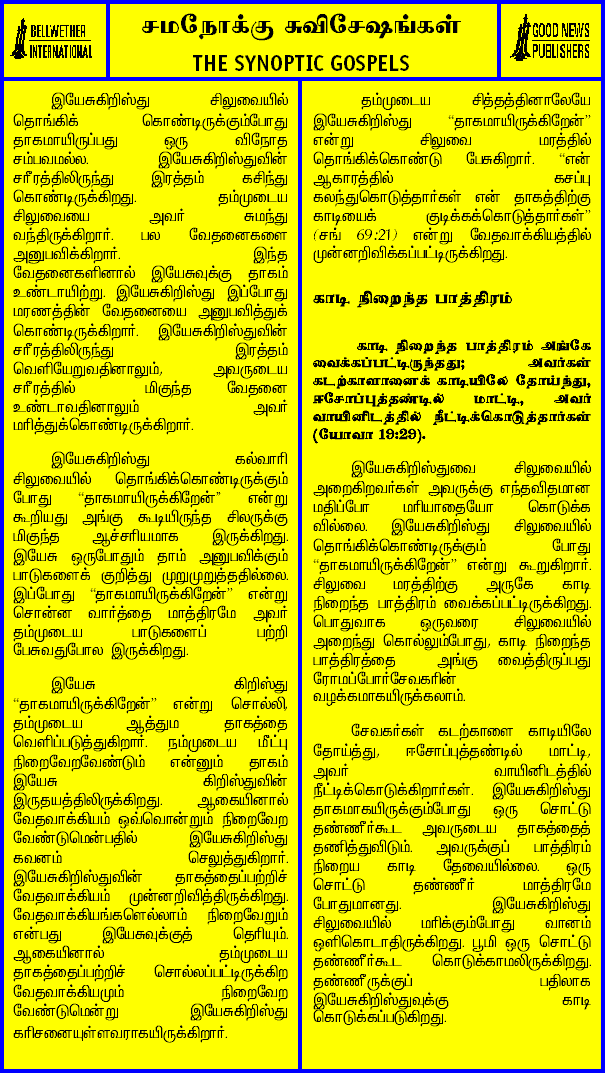 BELLWETHER
INTERNATIONAL
சமநோக்கு சுவிசேஷங்கள்
THE SYNOPTIC GOSPELS
GOOD NEWS
PUBLISHERS
இயேசுகிறிஸ்து சிலுவையில்
தொங்கிக் கொண்டிருக்கும்போது
தாகமாயிருப்பது ஒரு விநோத
சம்பவமல்ல. இயேசுகிறிஸ்துவின்
சரீரத்திலிருந்து இரத்தம் கசிந்து
கொண்டிருக்கிறது. தம்முடைய
சிலுவையை அவர் சுமந்து
வந்திருக்கிறார். பல வேதனைகளை
அனுபவிக்கிறார். இந்த
வேதனைகளினால் இயேசுவுக்கு தாகம்
உண்டாயிற்று. இயேசுகிறிஸ்து இப்போது
மரணத்தின் வேதனையை அனுபவித்துக்
கொண்டிருக்கிறார். இயேசுகிறிஸ்துவின்
சரீரத்திலிருந்து இரத்தம்
வெளியேறுவதினாலும், அவருடைய
சரீரத்தில் மிகுந்த வேதனை
உண்டாவதினாலும் அவர்
மரித்துக்கொண்டிருக்கிறார்.
இயேசுகிறிஸ்து கல்வாரி
சிலுவையில் தொங்கிக்கொண்டிருக்கும்
போது “தாகமாயிருக்கிறேன்” என்று
கூறியது அங்கு கூடியிருந்த சிலருக்கு
மிகுந்த ஆச்சரியமாக இருக்கிறது.
இயேசு ஒருபோதும் தாம் அனுபவிக்கும்
பாடுகளைக் குறித்து முறுமுறுத்ததில்லை.
இப்போது “தாகமாயிருக்கிறேன்” என்று
சொன்ன வார்த்தை மாத்திரமே அவர்
தம்முடைய பாடுகளைப் பற்றி
பேசுவதுபோல இருக்கிறது.
இயேசு கிறிஸ்து
“தாகமாயிருக்கிறேன்” என்று சொல்லி,
தம்முடைய ஆத்தும தாகத்தை
வெளிப்படுத்துகிறார். நம்முடைய மீட்பு
நிறைவேறவேண்டும் என்னும் தாகம்
இயேசு கிறிஸ்துவின்
இருதயத்திலிருக்கிறது. ஆகையினால்
வேதவாக்கியம் ஒவ்வொன்றும் நிறைவேற
வேண்டுமென்பதில் இயேசுகிறிஸ்து
கவனம் செலுத்துகிறார்.
இயேசுகிறிஸ்துவின் தாகத்தைப்பற்றிச்
வேதவாக்கியம் முன்னறிவித்திருக்கிறது.
வேதவாக்கியங்களெல்லாம் நிறைவேறும்
என்பது இயேசுவுக்குத் தெரியும்.
ஆகையினால் தம்முடைய
தாகத்தைப்பற்றிச் சொல்லப்பட்டிருக்கிற
வேதவாக்கியமும் நிறைவேற
வேண்டுமென்று இயேசுகிறிஸ்து
கரிசனையுள்ளவராகயிருக்கிறார்.
தம்முடைய சித்தத்தினாலேயே
இயேசுகிறிஸ்து “தாகமாயிருக்கிறேன்”
என்று சிலுவை மரத்தில்
தொங்கிக்கொண்டு பேசுகிறார். “என்
ஆகாரத்தில் கசப்பு
கலந்துகொடுத்தார்கள் என் தாகத்திற்கு
காடியைக் குடிக்கக்கொடுத்தார்கள்”
(சங் 69:21) என்று வேதவாக்கியத்தில்
முன்னறிவிக்கப்பட்டிருக்கிறது.
காடி நிறைந்த பாத்திரம்
காடி நிறைந்த பாத்திரம் அங்கே
வைக்கப்பட்டிருந்தது; அவர்கள்
கடற்காளானைக் காடியிலே தோய்ந்து,
ஈசோப்புத்தண்டில் மாட்டி, அவர்
வாயினிடத்தில் நீட்டிக்கொடுத்தார்கள்
(யோவா 19:29).
இயேசுகிறிஸ்துவை சிலுவையில்
அறைகிறவர்கள் அவருக்கு எந்தவிதமான
மதிப்போ மரியாதையோ கொடுக்க
வில்லை. இயேசுகிறிஸ்து சிலுவையில்
தொங்கிக்கொண்டிருக்கும் போது
“தாகமாயிருக்கிறேன்” என்று கூறுகிறார்.
சிலுவை மரத்திற்கு அருகே காடி
நிறைந்த பாத்திரம் வைக்கப்பட்டிருக்கிறது.
பொதுவாக ஒருவரை சிலுவையில்
அறைந்து கொல்லும்போது, காடி நிறைந்த
பாத்திரத்தை அங்கு வைத்திருப்பது
ரோமப்போர்சேவகரின்
வழக்கமாகயிருக்கலாம்.
சேவகர்கள் கடற்காளை காடியிலே
தோய்த்து, ஈசோப்புத்தண்டில் மாட்டி,
அவர் வாயினிடத்தில்
நீட்டிக்கொடுக்கிறார்கள். இயேசுகிறிஸ்து
தாகமாகயிருக்கும்போது ஒரு சொட்டு
தண்ணீர்கூட அவருடைய தாகத்தைத்
தணித்துவிடும். அவருக்குப் பாத்திரம்
நிறைய காடி தேவையில்லை. ஒரு
சொட்டு தண்ணீர் மாத்திரமே
போதுமானது. இயேசுகிறிஸ்து
சிலுவையில் மரிக்கும்போது வானம்
ஒளிகொடாதிருக்கிறது. பூமி ஒரு சொட்டு
தண்ணீர்கூட கொடுக்காமலிருக்கிறது.
தண்ணீருக்குப் பதிலாக
இயேசுகிறிஸ்துவுக்கு காடி
கொடுக்கப்படுகிறது.